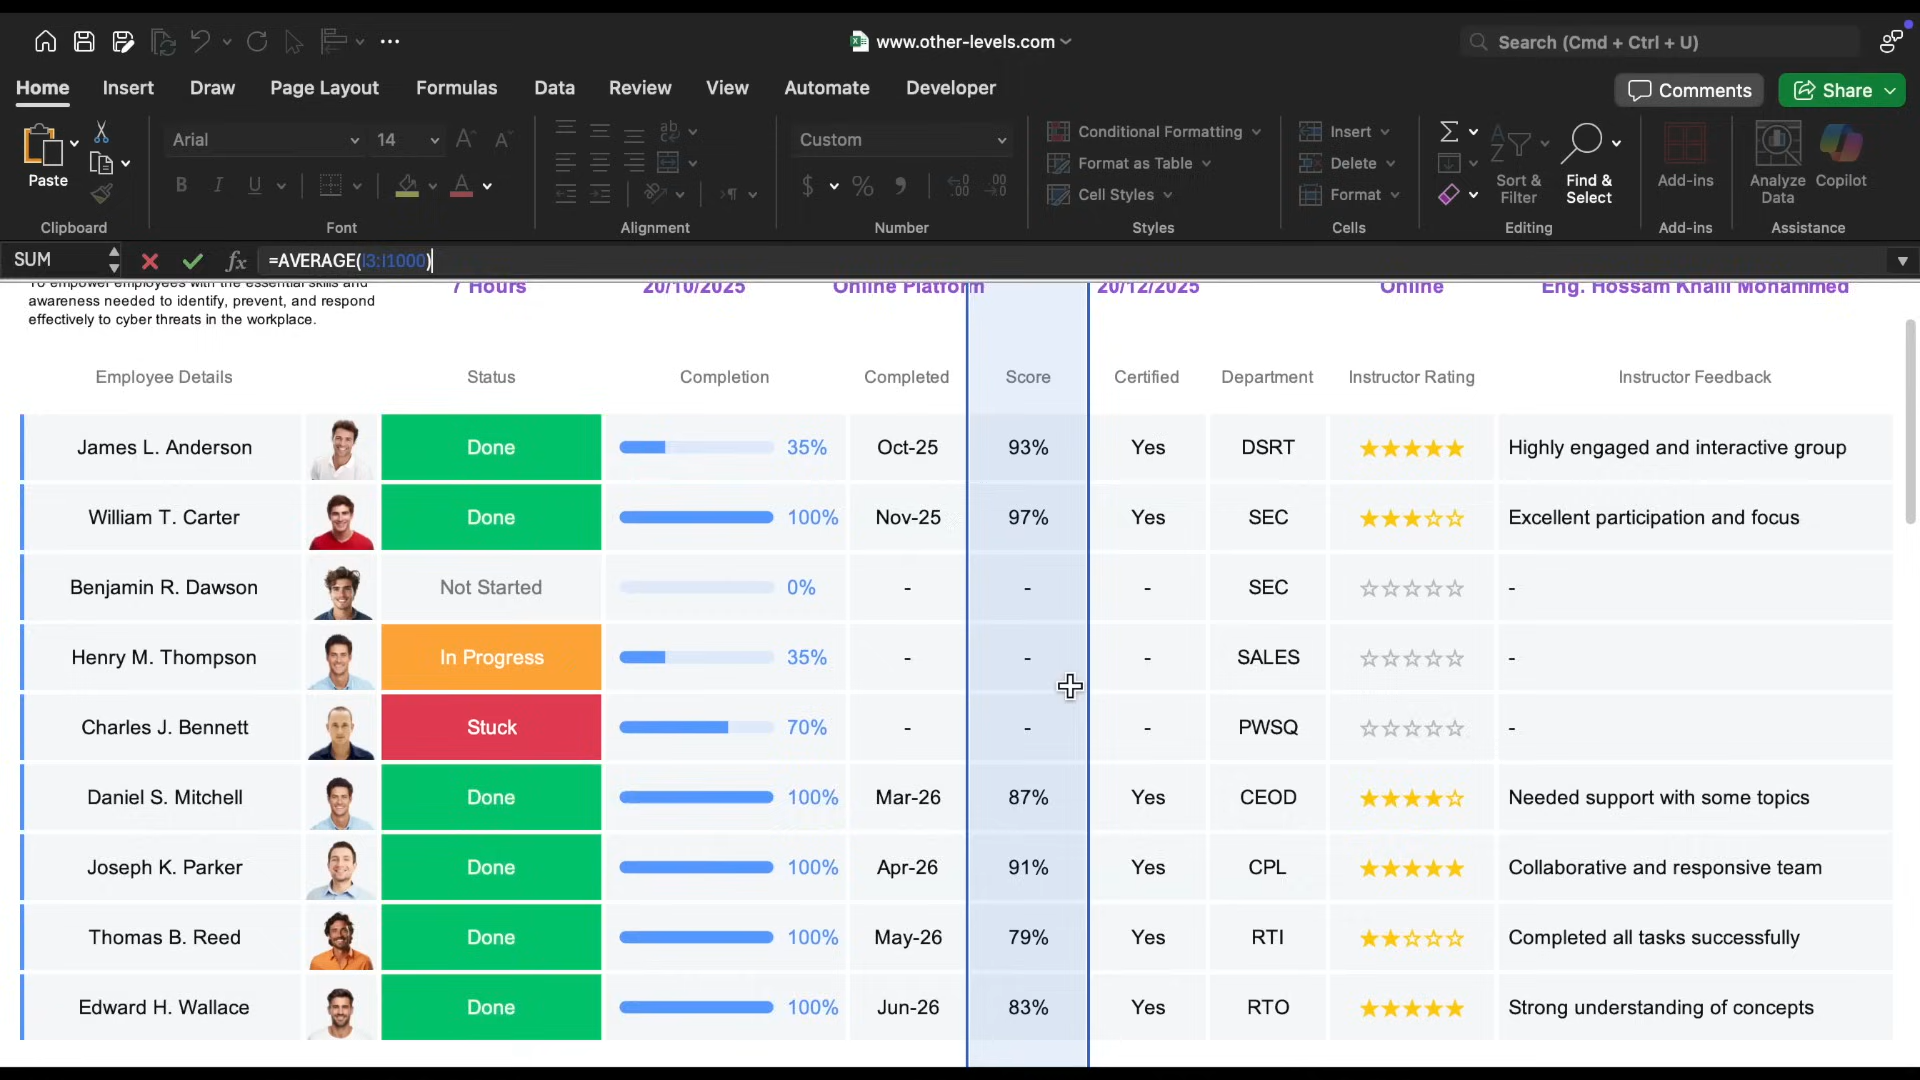 www.other-levels.com
Search (Cmd + Ctrl + U)
Home Insert Draw Page Layout Formulas Data Review View Automate Developer
Comments Share
Paste
Arial 14
Custom
Conditional Formatting
Format as Table
Cell Styles
Insert
Delete
Format
Sort & Filter
Find & Select
Add-ins
Analyze Data
Copilot
Clipboard Font Alignment Number Styles Cells Editing Add-ins Assistance
SUM fx =AVERAGE(I3:I1000)
To empower employees with the essential skills and
awareness needed to identify, prevent, and respond
effectively to cyber threats in the workplace.
7 Hours 20/10/2025 Online Platform 20/12/2025 Online Eng. Hossam Khalil Mohammed
Employee Details Status Completion Completed Score Certified Department Instructor Rating Instructor Feedback
James L. Anderson Done 35% Oct-25 93% Yes DSRT Highly engaged and interactive group
William T. Carter Done 100% Nov-25 97% Yes SEC Excellent participation and focus
Benjamin R. Dawson Not Started 0% - - - SEC -
Henry M. Thompson In Progress 35% - - - SALES -
Charles J. Bennett Stuck 70% - - - PWSQ -
Daniel S. Mitchell Done 100% Mar-26 87% Yes CEOD Needed support with some topics
Joseph K. Parker Done 100% Apr-26 91% Yes CPL Collaborative and responsive team
Thomas B. Reed Done 100% May-26 79% Yes RTI Completed all tasks successfully
Edward H. Wallace Done 100% Jun-26 83% Yes RTO Strong understanding of concepts